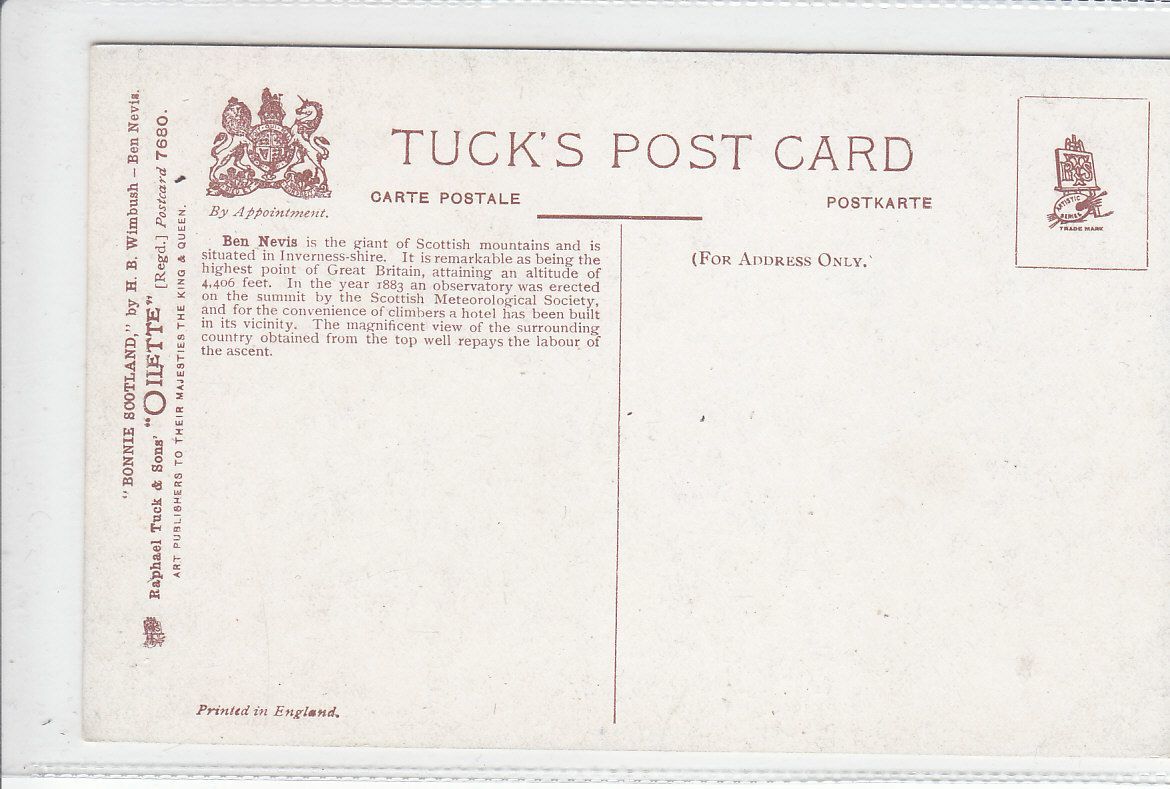 "BONNIE SCOTLAND," by H. B. Wimbush – Ben Nevis.
Raphael Tuck & Sons' "OILETTE" [Regd.] Postcard 7680.
ART PUBLISHERS TO THEIR MAJESTIES THE KING & QUEEN.
By Appointment.
TUCK'S POST CARD
CARTE POSTALE
POSTKARTE
ARTISTIC
SERIES
TRADE MARK
Ben Nevis is the giant of Scottish mountains and is
situated in Inverness-shire. It is remarkable as being the
highest point of Great Britain, attaining an altitude of
4,406 feet. In the year 1883 an observatory was erected
on the summit by the Scottish Meteorological Society,
and for the convenience of climbers a hotel has been built
in its vicinity. The magnificent view of the surrounding
country obtained from the top well repays the labour of
the ascent.
(FOR ADDRESS ONLY.
Printed in England.